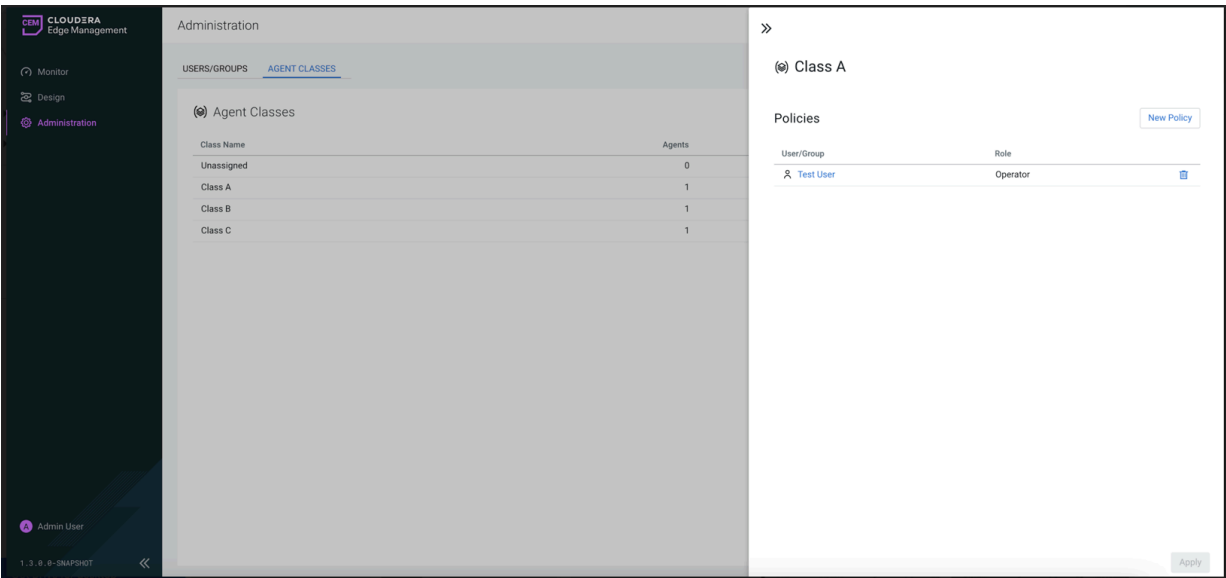 CEM
CLOUDERA
Edge Management
Monitor
Design
Administration
A Admin User
1.3.0.0-SNAPSHOT
Administration
USERS/GROUPS AGENT CLASSES
Agent Classes
Class Name Agents
Unassigned 0
Class A 1
Class B 1
Class C 1
Class A
Policies New Policy
User/Group Role
Test User Operator
Apply